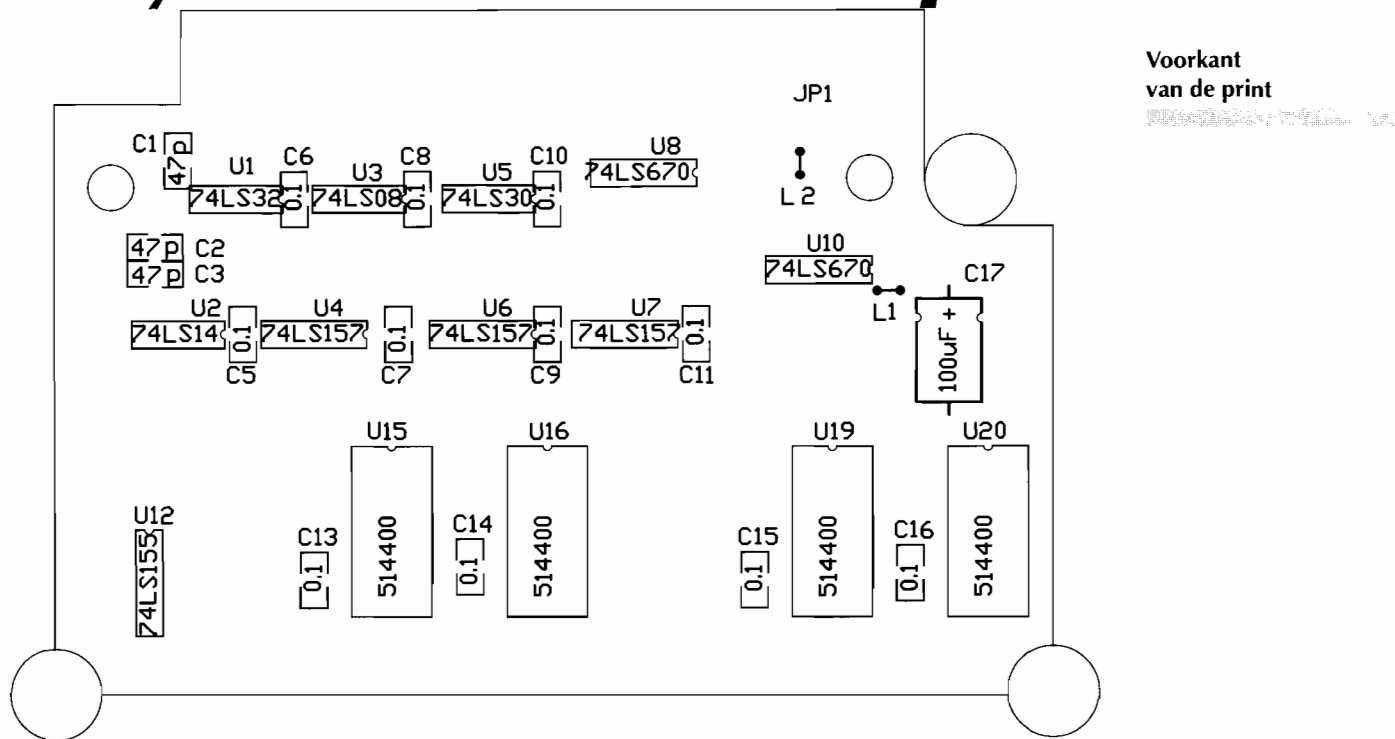 Voorkant
van de print
JP1
C1
47p
U1
C6
U3
C8
U5
C10
U8
74LS32
0.1
74LS08
0.1
74LS30
0.1
74LS670
L 2
47p C2
47p C3
U10
74LS670
L1
C17
100uF +
U2
U4
U6
U7
74LS14
0.1
74LS157
0.1
74LS157
0.1
74LS157
0.1
C5
C7
C9
C11
U15
U16
U19
U20
514400
514400
514400
514400
U12
74LS155
C13
0.1
C14
0.1
C15
0.1
C16
0.1